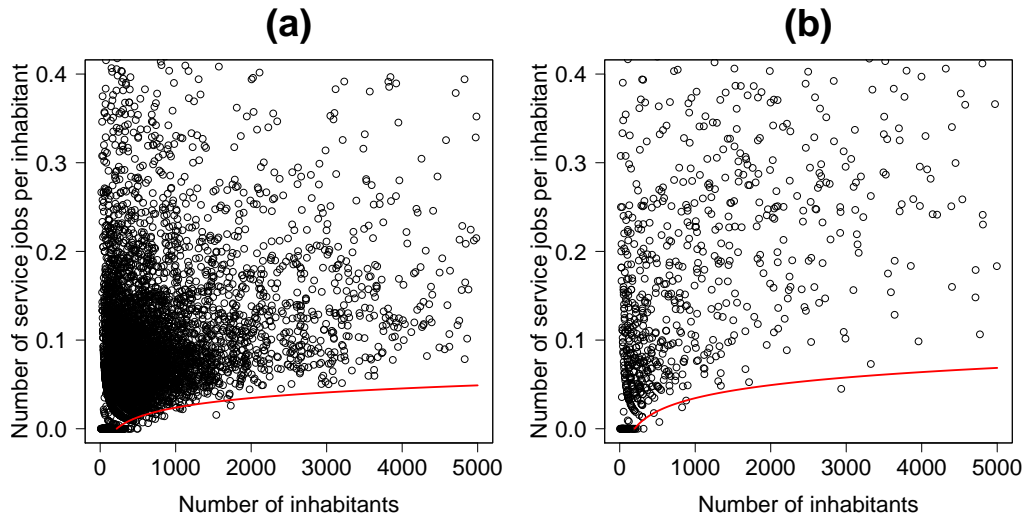 (a)
Number of service jobs per inhabitant
0.4
0.3
0.2
0.1
0.0
0 1000 2000 3000 4000 5000
Number of inhabitants
(b)
Number of service jobs per inhabitant
0.4
0.3
0.2
0.1
0.0
0 1000 2000 3000 4000 5000
Number of inhabitants